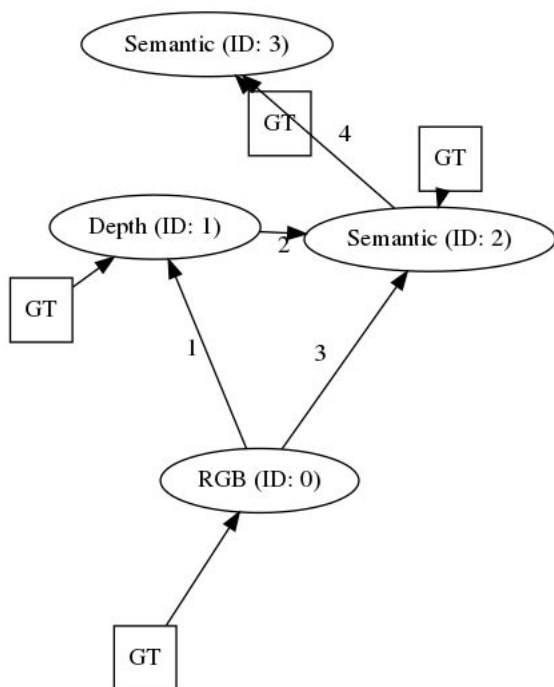 Semantic (ID: 3)
GT
4
GT
Depth (ID: 1)
2
Semantic (ID: 2)
GT
1
3
RGB (ID: 0)
GT